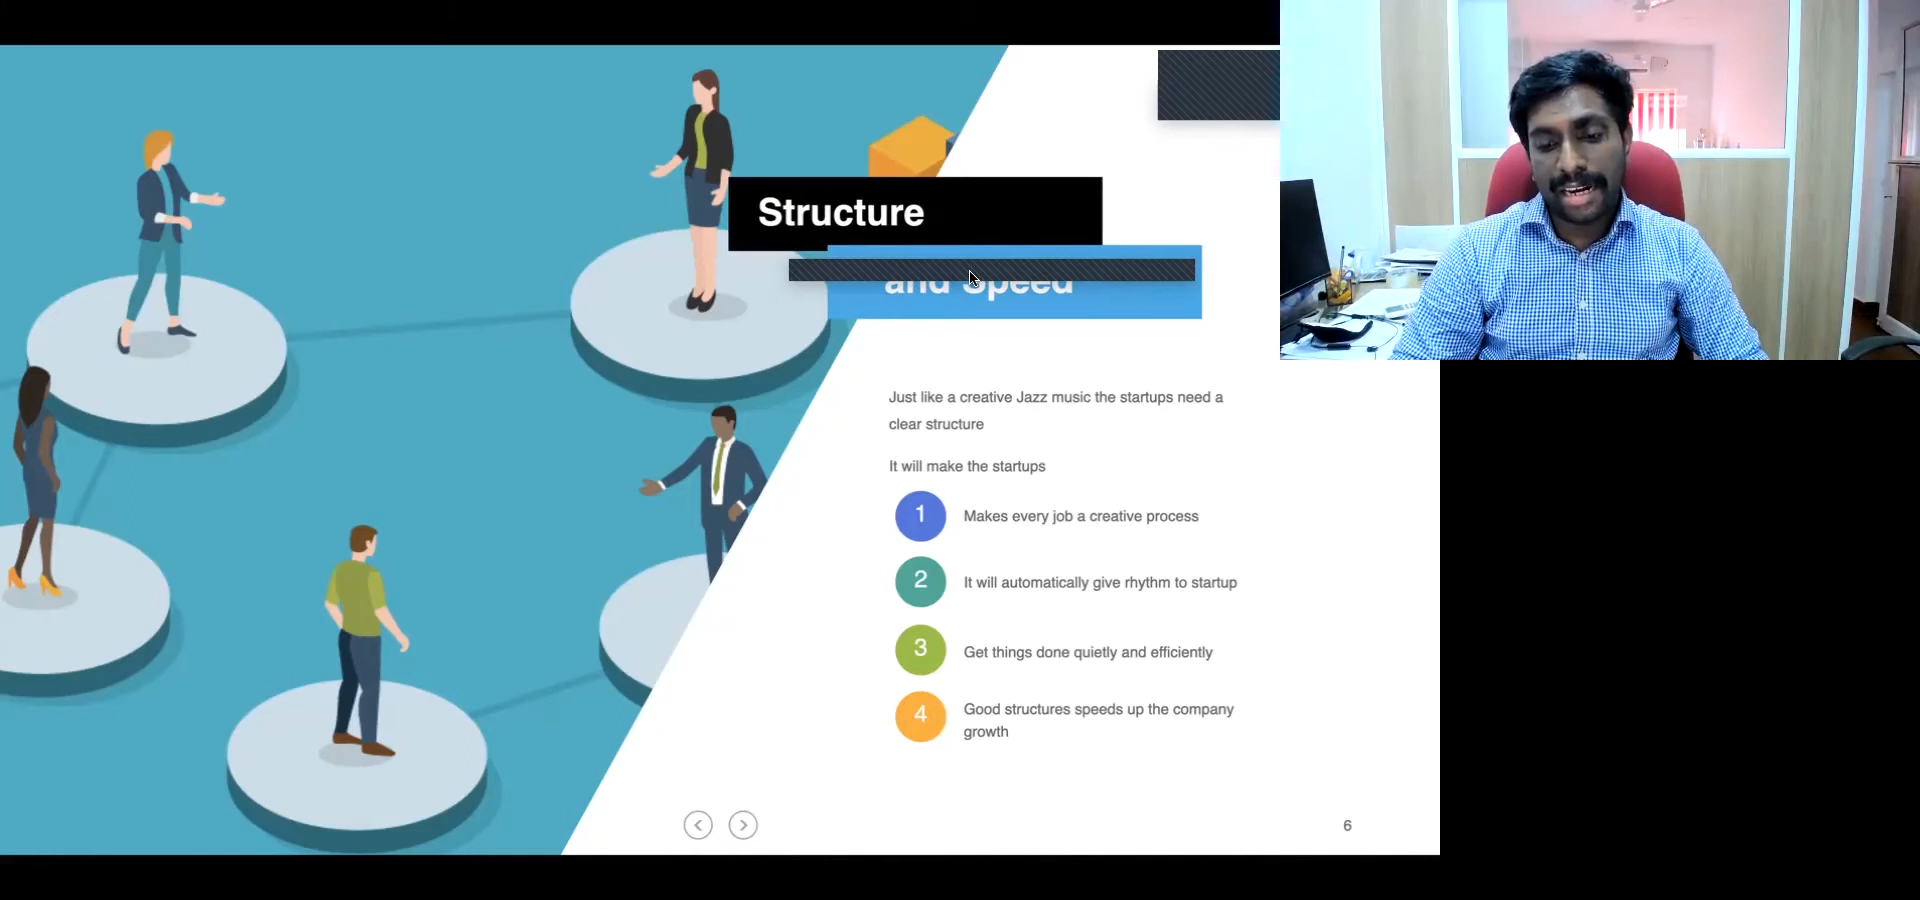 Structure
and Speed
Just like a creative Jazz music the startups need a
clear structure
It will make the startups
1 Makes every job a creative process
2 It will automatically give rhythm to startup
3 Get things done quietly and efficiently
4 Good structures speeds up the company
growth
6